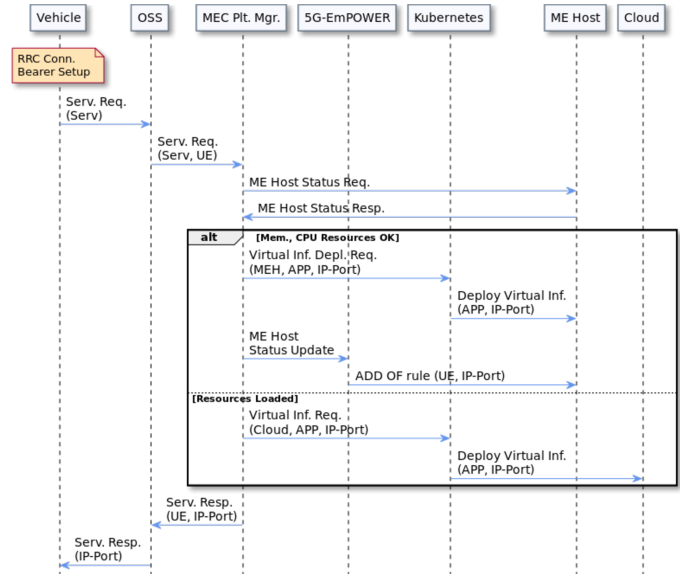 Vehicle
OSS
MEC Plt. Mgr.
5G-EmPOWER
Kubernetes
ME Host
Cloud
RRC Conn.
Bearer Setup
Serv. Req.
(Serv)
Serv. Req.
(Serv, UE)
ME Host Status Req.
ME Host Status Resp.
alt
[Mem., CPU Resources OK]
Virtual Inf. Depl. Req.
(MEH, APP, IP-Port)
Deploy Virtual Inf.
(APP, IP-Port)
ME Host
Status Update
ADD OF rule (UE, IP-Port)
[Resources Loaded]
Virtual Inf. Req.
(Cloud, APP, IP-Port)
Deploy Virtual Inf.
(APP, IP-Port)
Serv. Resp.
(UE, IP-Port)
Serv. Resp.
(IP-Port)